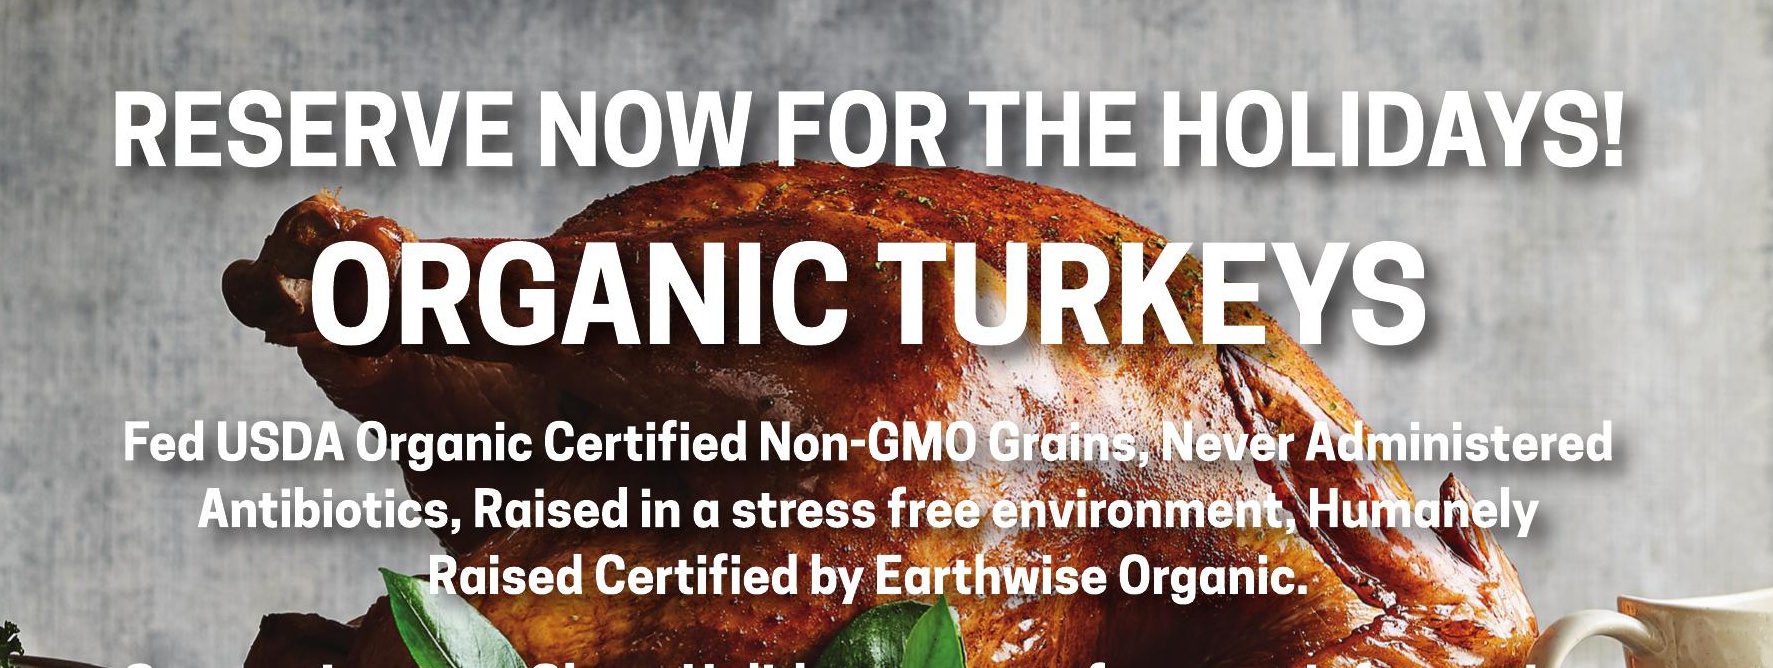 RESERVE NOW FOR THE HOLIDAYS!
ORGANIC TURKEYS
Fed USDA Organic Certified Non-GMO Grains, Never Administered
Antibiotics, Raised in a stress free environment, Humanely
Raised Certified by Earthwise Organic.